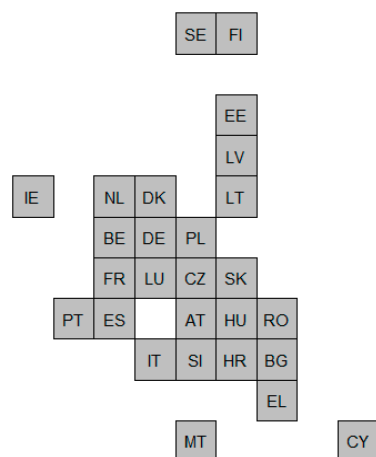 SE FI
EE
LV
IE NL DK LT
BE DE PL
FR LU CZ SK
PT ES AT HU RO
IT SI HR BG
EL
MT CY